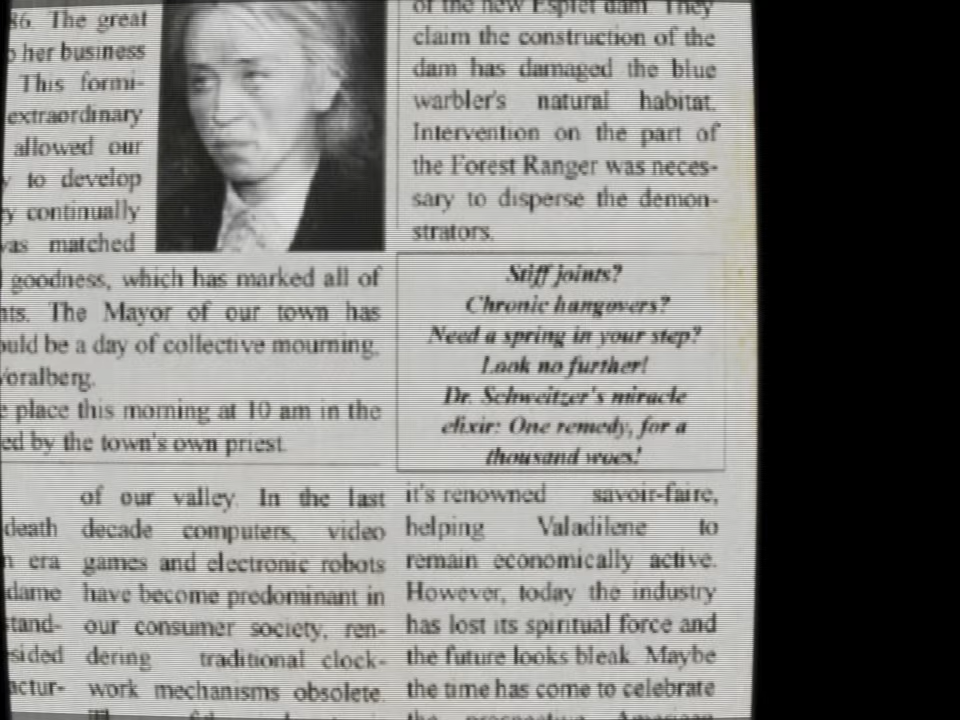 86. The great
her business
This formi-
extraordinary
allowed our
to develop
continually
was matched
goodness, which has marked all of
The Mayor of our town has
be a day of collective mourning,
Voralberg.
place this morning at 10 am in the
by the town's own priest.
death
era
of our valley. In the last
decade computers, video
games and electronic robots
have become predominant in
our consumer society, ren-
dering traditional clock-
work mechanisms obsolete.
of the new Espiet dam. They
claim the construction of the
dam has damaged the blue
warbler's natural habitat.
Intervention on the part of
the Forest Ranger was neces-
sary to disperse the demon-
strators.
Stiff joints?
Chronic hangovers?
Need a spring in your step?
Look no further!
Dr. Schweitzer's miracle
elixir: One remedy, for a
thousand woes!
it's renowned savoir-faire,
helping Valadilene to
remain economically active.
However, today the industry
has lost its spiritual force and
the future looks bleak. Maybe
the time has come to celebrate